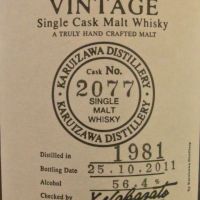 VINTAGE
Single Cask Malt Whisky
A TRULY HAND CRAFTED MALT
KARUIZAWA DISTILLERY
Cask No.
2077
SINGLE
MALT
WHISKY
KARUIZAWA DISTILLERY
Distilled in 1981
Bottling Date 25.10.2011
Alcohol 56.4%
Checked by